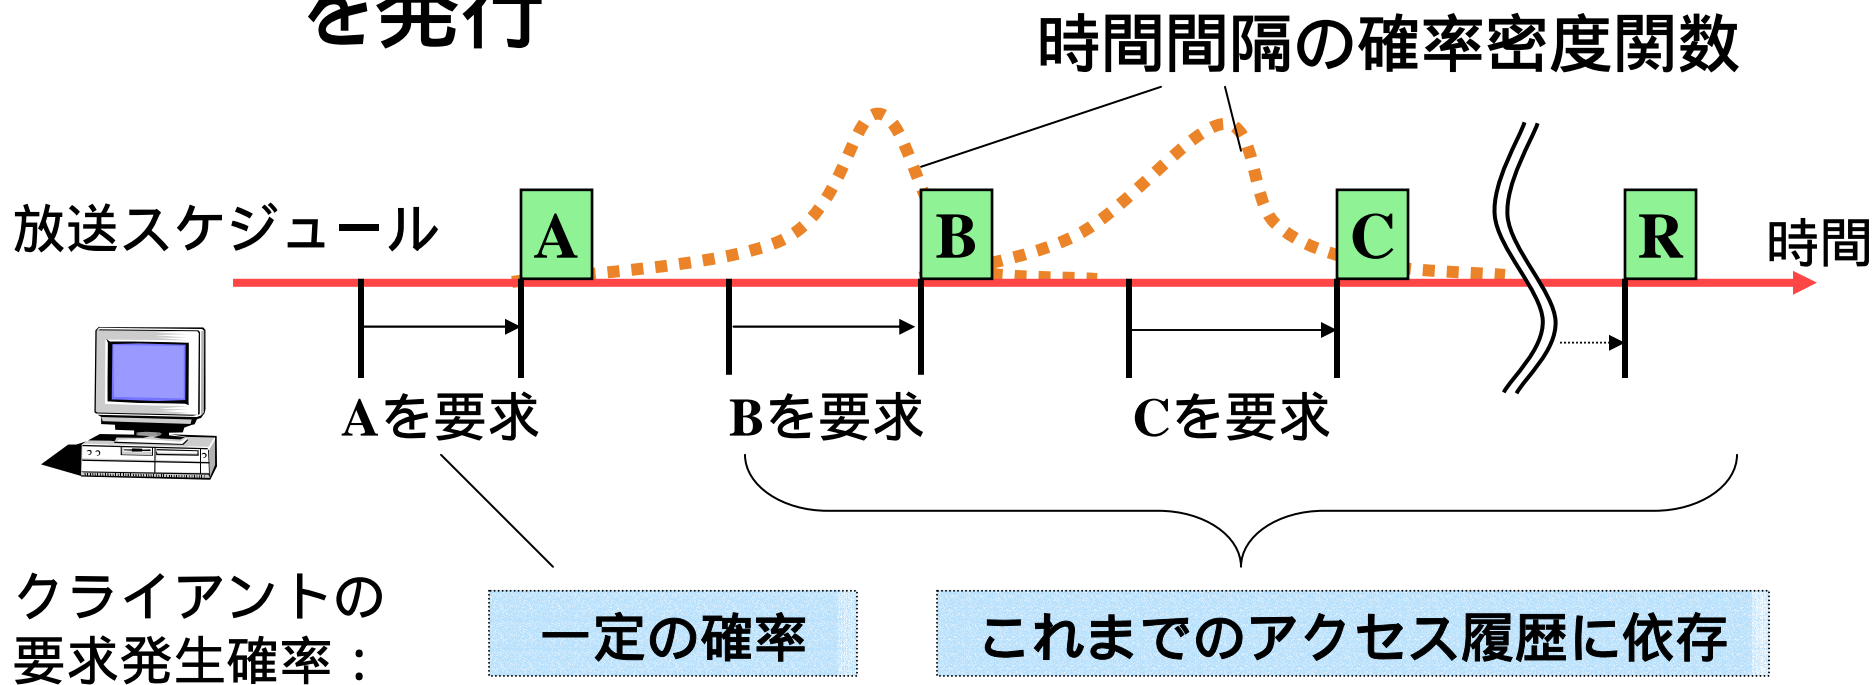 を発行
時間間隔の確率密度関数
放送スケジュール
A
B
C
R
時間
Aを要求
Bを要求
Cを要求
クライアントの
要求発生確率：
一定の確率
これまでのアクセス履歴に依存